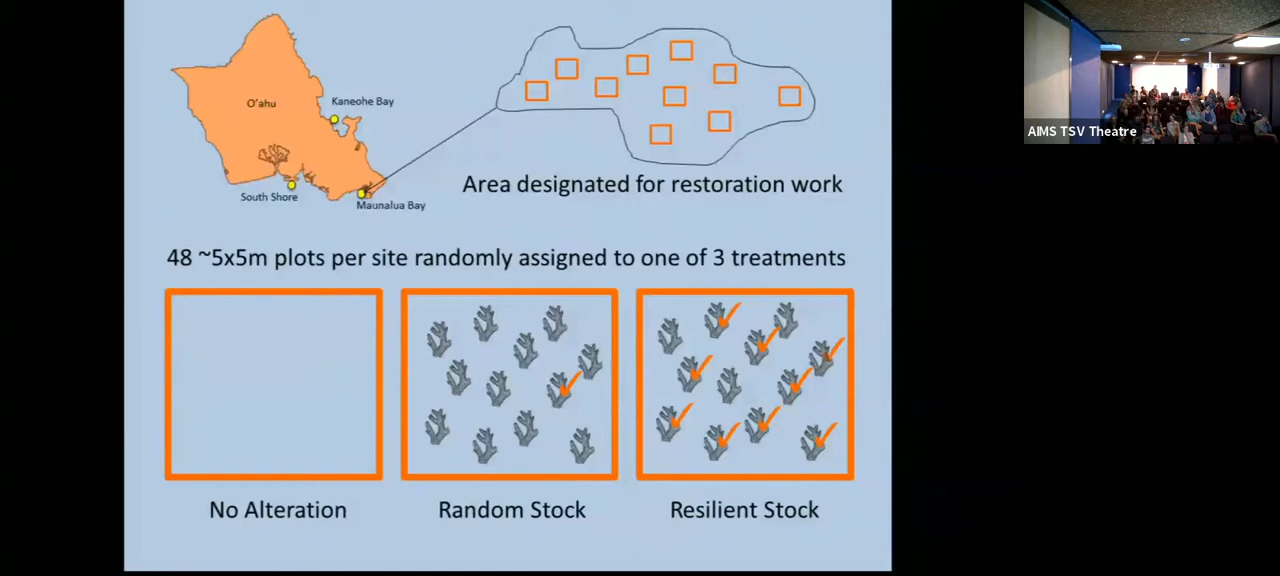 O'ahu
Kaneohe Bay
South Shore
Maunalua Bay
Area designated for restoration work
48 ~5x5m plots per site randomly assigned to one of 3 treatments
No Alteration
Random Stock
Resilient Stock
AIMS TSV Theatre